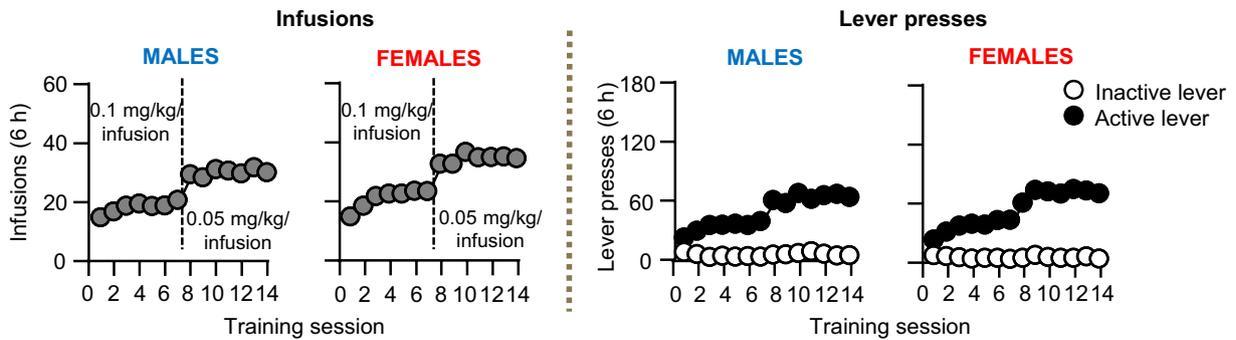 Infusions
MALES
FEMALES
Infusions (6 h)
60
40
20
0
0.1 mg/kg/
infusion
0.05 mg/kg/
infusion
0 2 4 6 8 10 12 14
0.1 mg/kg/
infusion
0.05 mg/kg/
infusion
0 2 4 6 8 10 12 14
Training session
Lever presses
MALES
FEMALES
Lever presses (6 h)
180
120
60
0
0 2 4 6 8 10 12 14
0 2 4 6 8 10 12 14
Inactive lever
Active lever
Training session